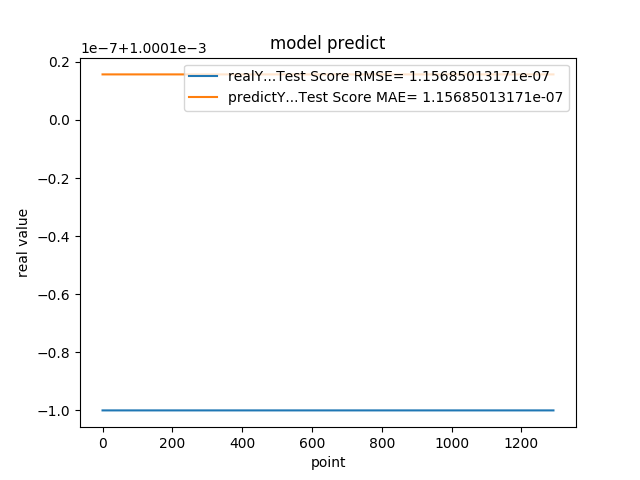 model predict
1e−7+1.0001e−3
realY...Test Score RMSE= 1.15685013171e-07
predictY...Test Score MAE= 1.15685013171e-07
real value
0.2
0.0
−0.2
−0.4
−0.6
−0.8
−1.0
0 200 400 600 800 1000 1200
point